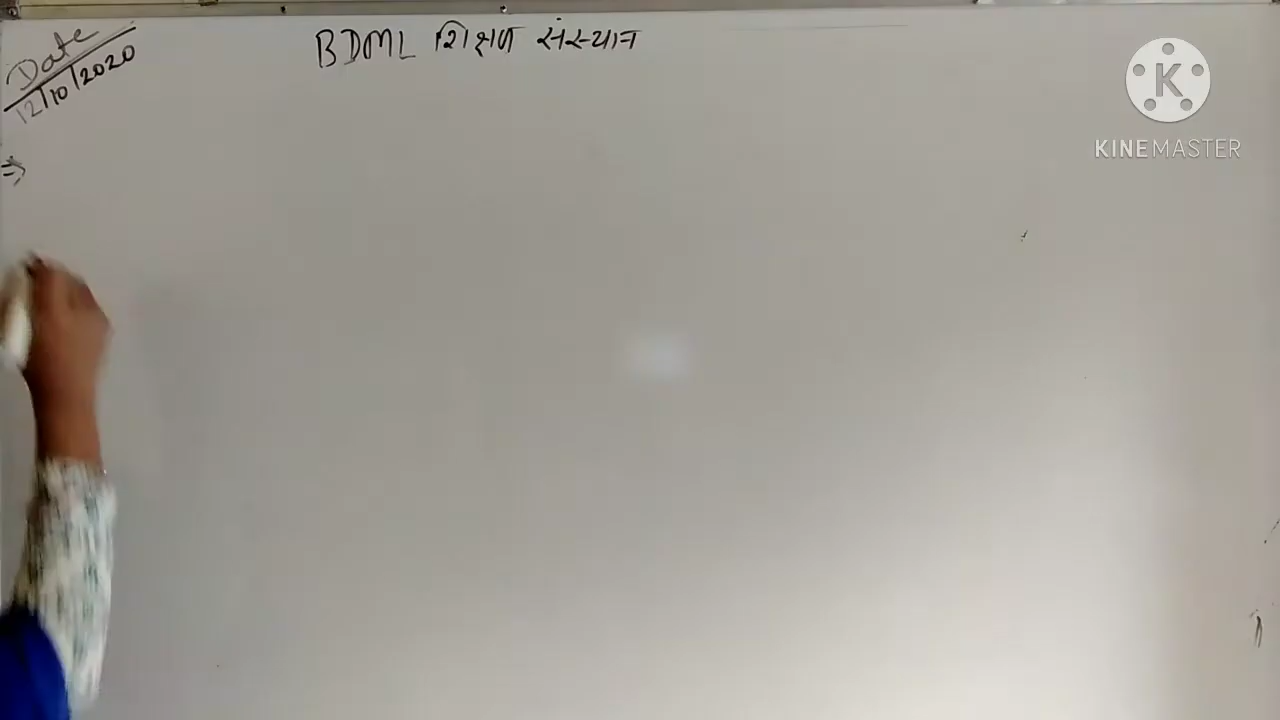 Date
12/10/2020
BDML शिक्षण संस्थान
K
KINEMASTER
⇒